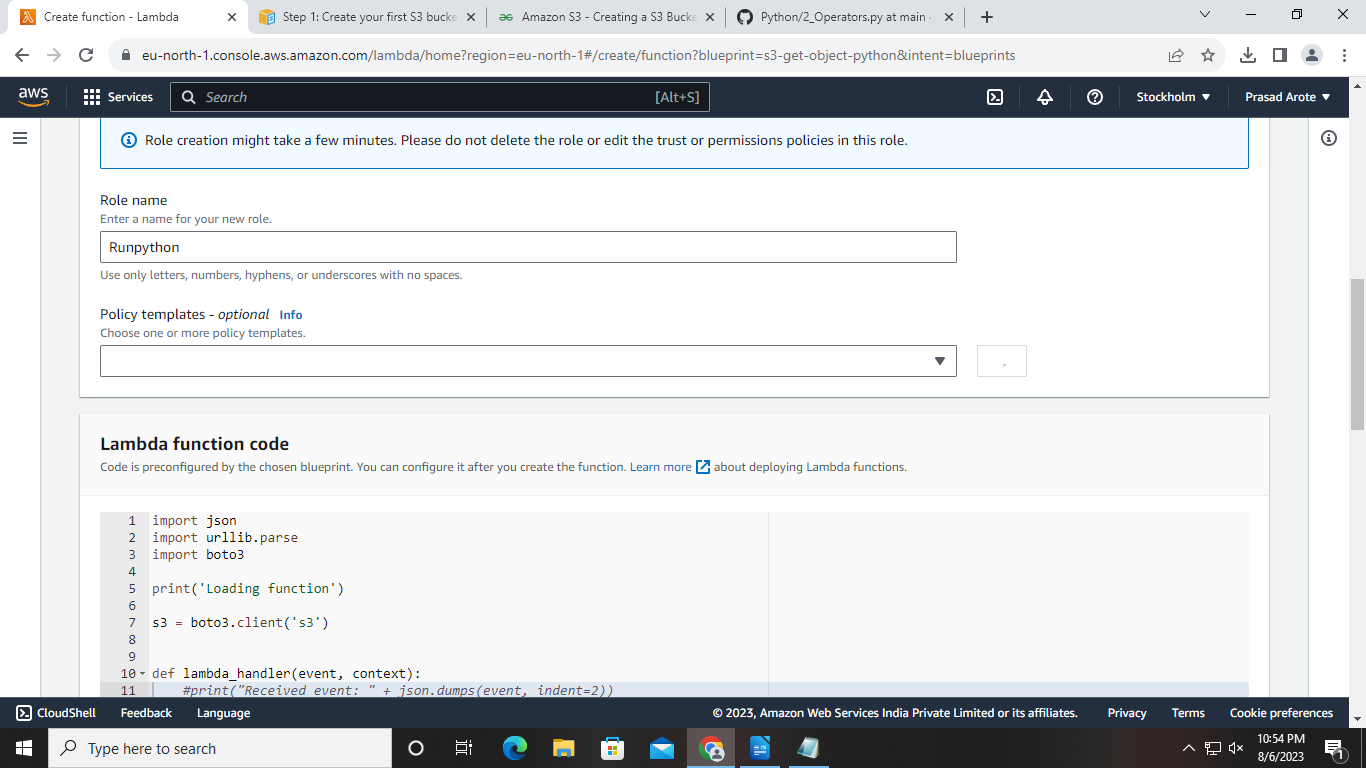 Create function - Lambda
Step 1: Create your first S3 bucke
Amazon S3 - Creating a S3 Bucke
Python/2_Operators.py at main
eu-north-1.console.aws.amazon.com/lambda/home?region=eu-north-1#/create/function?blueprint=s3-get-object-python&intent=blueprints
aws
Services
Search
[Alt+S]
Stockholm
Prasad Arote
Role creation might take a few minutes. Please do not delete the role or edit the trust or permissions policies in this role.
Role name
Enter a name for your new role.
Runpython
Use only letters, numbers, hyphens, or underscores with no spaces.
Policy templates - optional Info
Choose one or more policy templates.
Lambda function code
Code is preconfigured by the chosen blueprint. You can configure it after you create the function. Learn more about deploying Lambda functions.
1 import json
2 import urllib.parse
3 import boto3
4
5 print('Loading function')
6
7 s3 = boto3.client('s3')
8
9
10 def lambda_handler(event, context):
11 #print("Received event: " + json.dumps(event, indent=2))
CloudShell
Feedback
Language
© 2023, Amazon Web Services India Private Limited or its affiliates.
Privacy
Terms
Cookie preferences
Type here to search
10:54 PM
8/6/2023
1